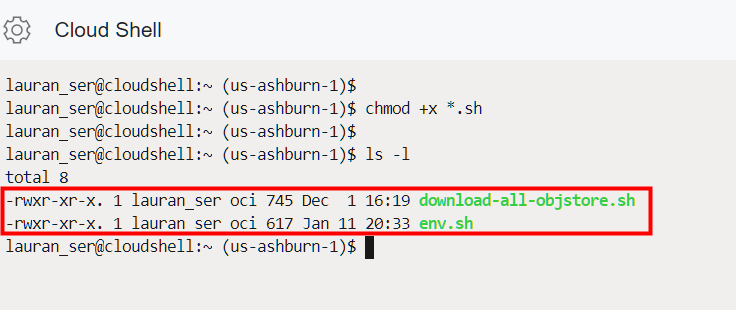 Cloud Shell
lauran_ser@cloudshell:~ (us-ashburn-1)$
lauran_ser@cloudshell:~ (us-ashburn-1)$ chmod +x *.sh
lauran_ser@cloudshell:~ (us-ashburn-1)$
lauran_ser@cloudshell:~ (us-ashburn-1)$ ls -l
total 8
-rwxr-xr-x. 1 lauran_ser oci 745 Dec  1 16:19 download-all-objstore.sh
-rwxr-xr-x. 1 lauran_ser oci 617 Jan 11 20:33 env.sh
lauran_ser@cloudshell:~ (us-ashburn-1)$